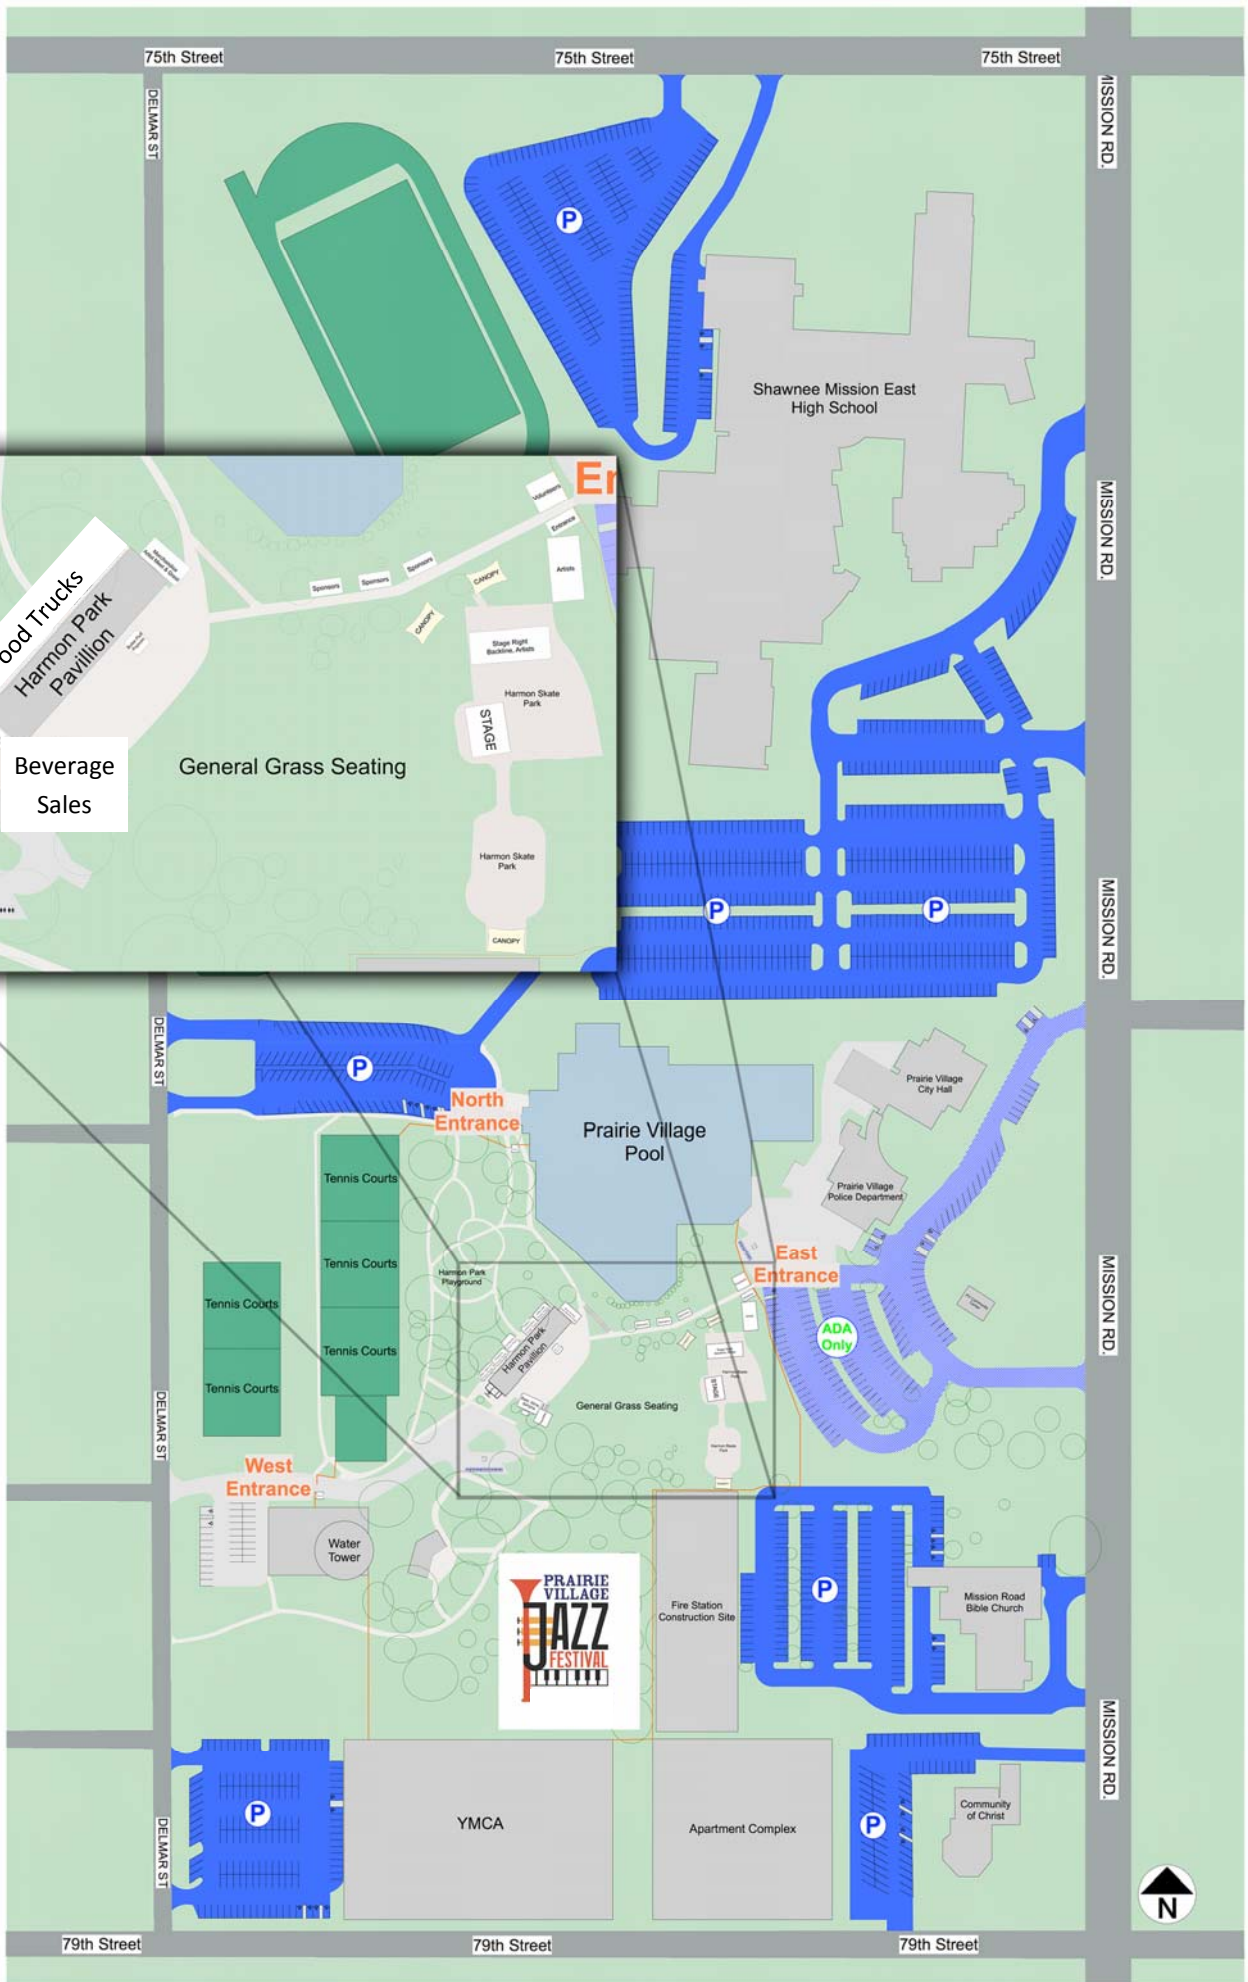 75th Street
75th Street
75th Street
DELMAR ST
MISSION RD.
P
Shawnee Mission East
High School
En
Volunteers
Entrance
Artists
Sponsors
Sponsors
Sponsors
CANOPY
CANOPY
ood Trucks
Harmon Park
Pavillion
Stage Right
Backline, Artists
Harmon Skate
Park
STAGE
General Grass Seating
Beverage
Sales
Harmon Skate
Park
CANOPY
MISSION RD.
P
P
MISSION RD.
DELMAR ST
P
North
Entrance
Prairie Village
Pool
Prairie Village
City Hall
Prairie Village
Police Department
Tennis Courts
Tennis Courts
Tennis Courts
Tennis Courts
Tennis Courts
Harmon Park
Playground
East
Entrance
ADA
Only
MISSION RD.
Harmon Park
Pavillion
STAGE
General Grass Seating
DELMAR ST
West
Entrance
Water
Tower
PRAIRIE
VILLAGE
JAZZ
FESTIVAL
Fire Station
Construction Site
P
Mission Road
Bible Church
MISSION RD.
P
YMCA
Apartment Complex
P
Community
of Christ
DELMAR ST
N
79th Street
79th Street
79th Street